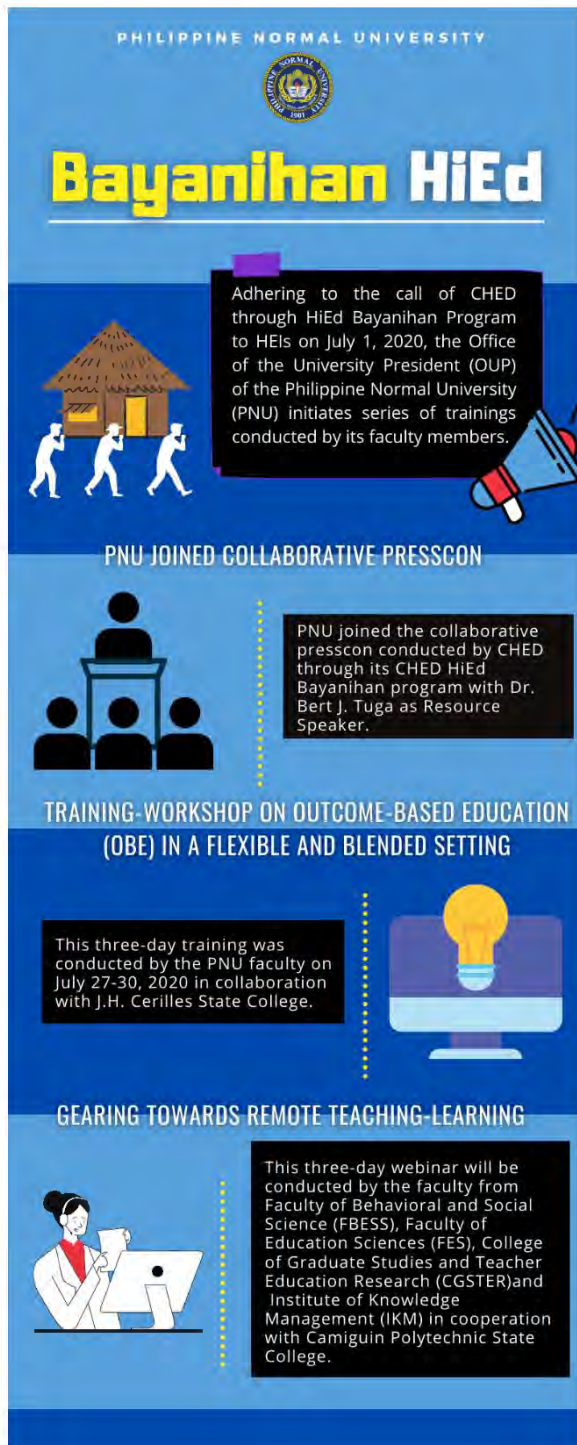 PHILIPPINE NORMAL UNIVERSITY
PHILIPPINE NORMAL UNIVERSITY
1901
Bayanihan HiEd
Adhering to the call of CHED
through HiEd Bayanihan Program
to HEIs on July 1, 2020, the Office
of the University President (OUP)
of the Philippine Normal University
(PNU) initiates series of trainings
conducted by its faculty members.
PNU JOINED COLLABORATIVE PRESSCON
PNU joined the collaborative
presscon conducted by CHED
through its CHED HiEd
Bayanihan program with Dr.
Bert J. Tuga as Resource
Speaker.
TRAINING-WORKSHOP ON OUTCOME-BASED EDUCATION
(OBE) IN A FLEXIBLE AND BLENDED SETTING
This three-day training was
conducted by the PNU faculty on
July 27-30, 2020 in collaboration
with J.H. Cerilles State College.
GEARING TOWARDS REMOTE TEACHING-LEARNING
This three-day webinar will be
conducted by the faculty from
Faculty of Behavioral and Social
Science (FBESS), Faculty of
Education Sciences (FES), College
of Graduate Studies and Teacher
Education Research (CGSTER)and
Institute of Knowledge
Management (IKM) in cooperation
with Camiguin Polytechnic State
College.